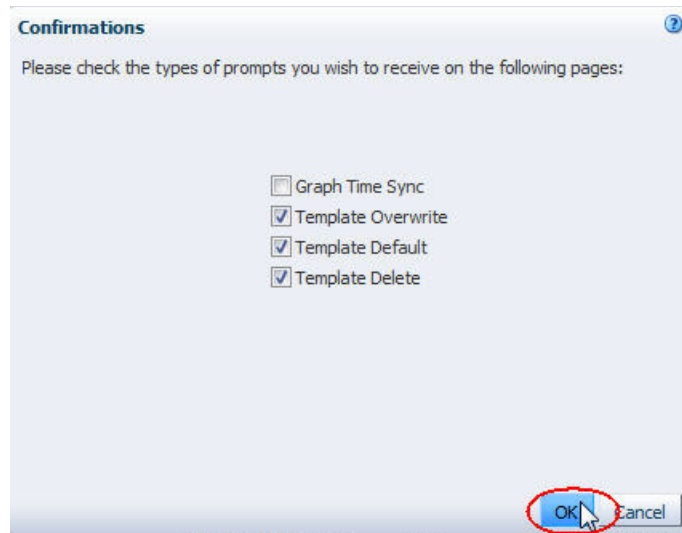 Confirmations
Please check the types of prompts you wish to receive on the following pages:
Graph Time Sync
Template Overwrite
Template Default
Template Delete
OK Cancel